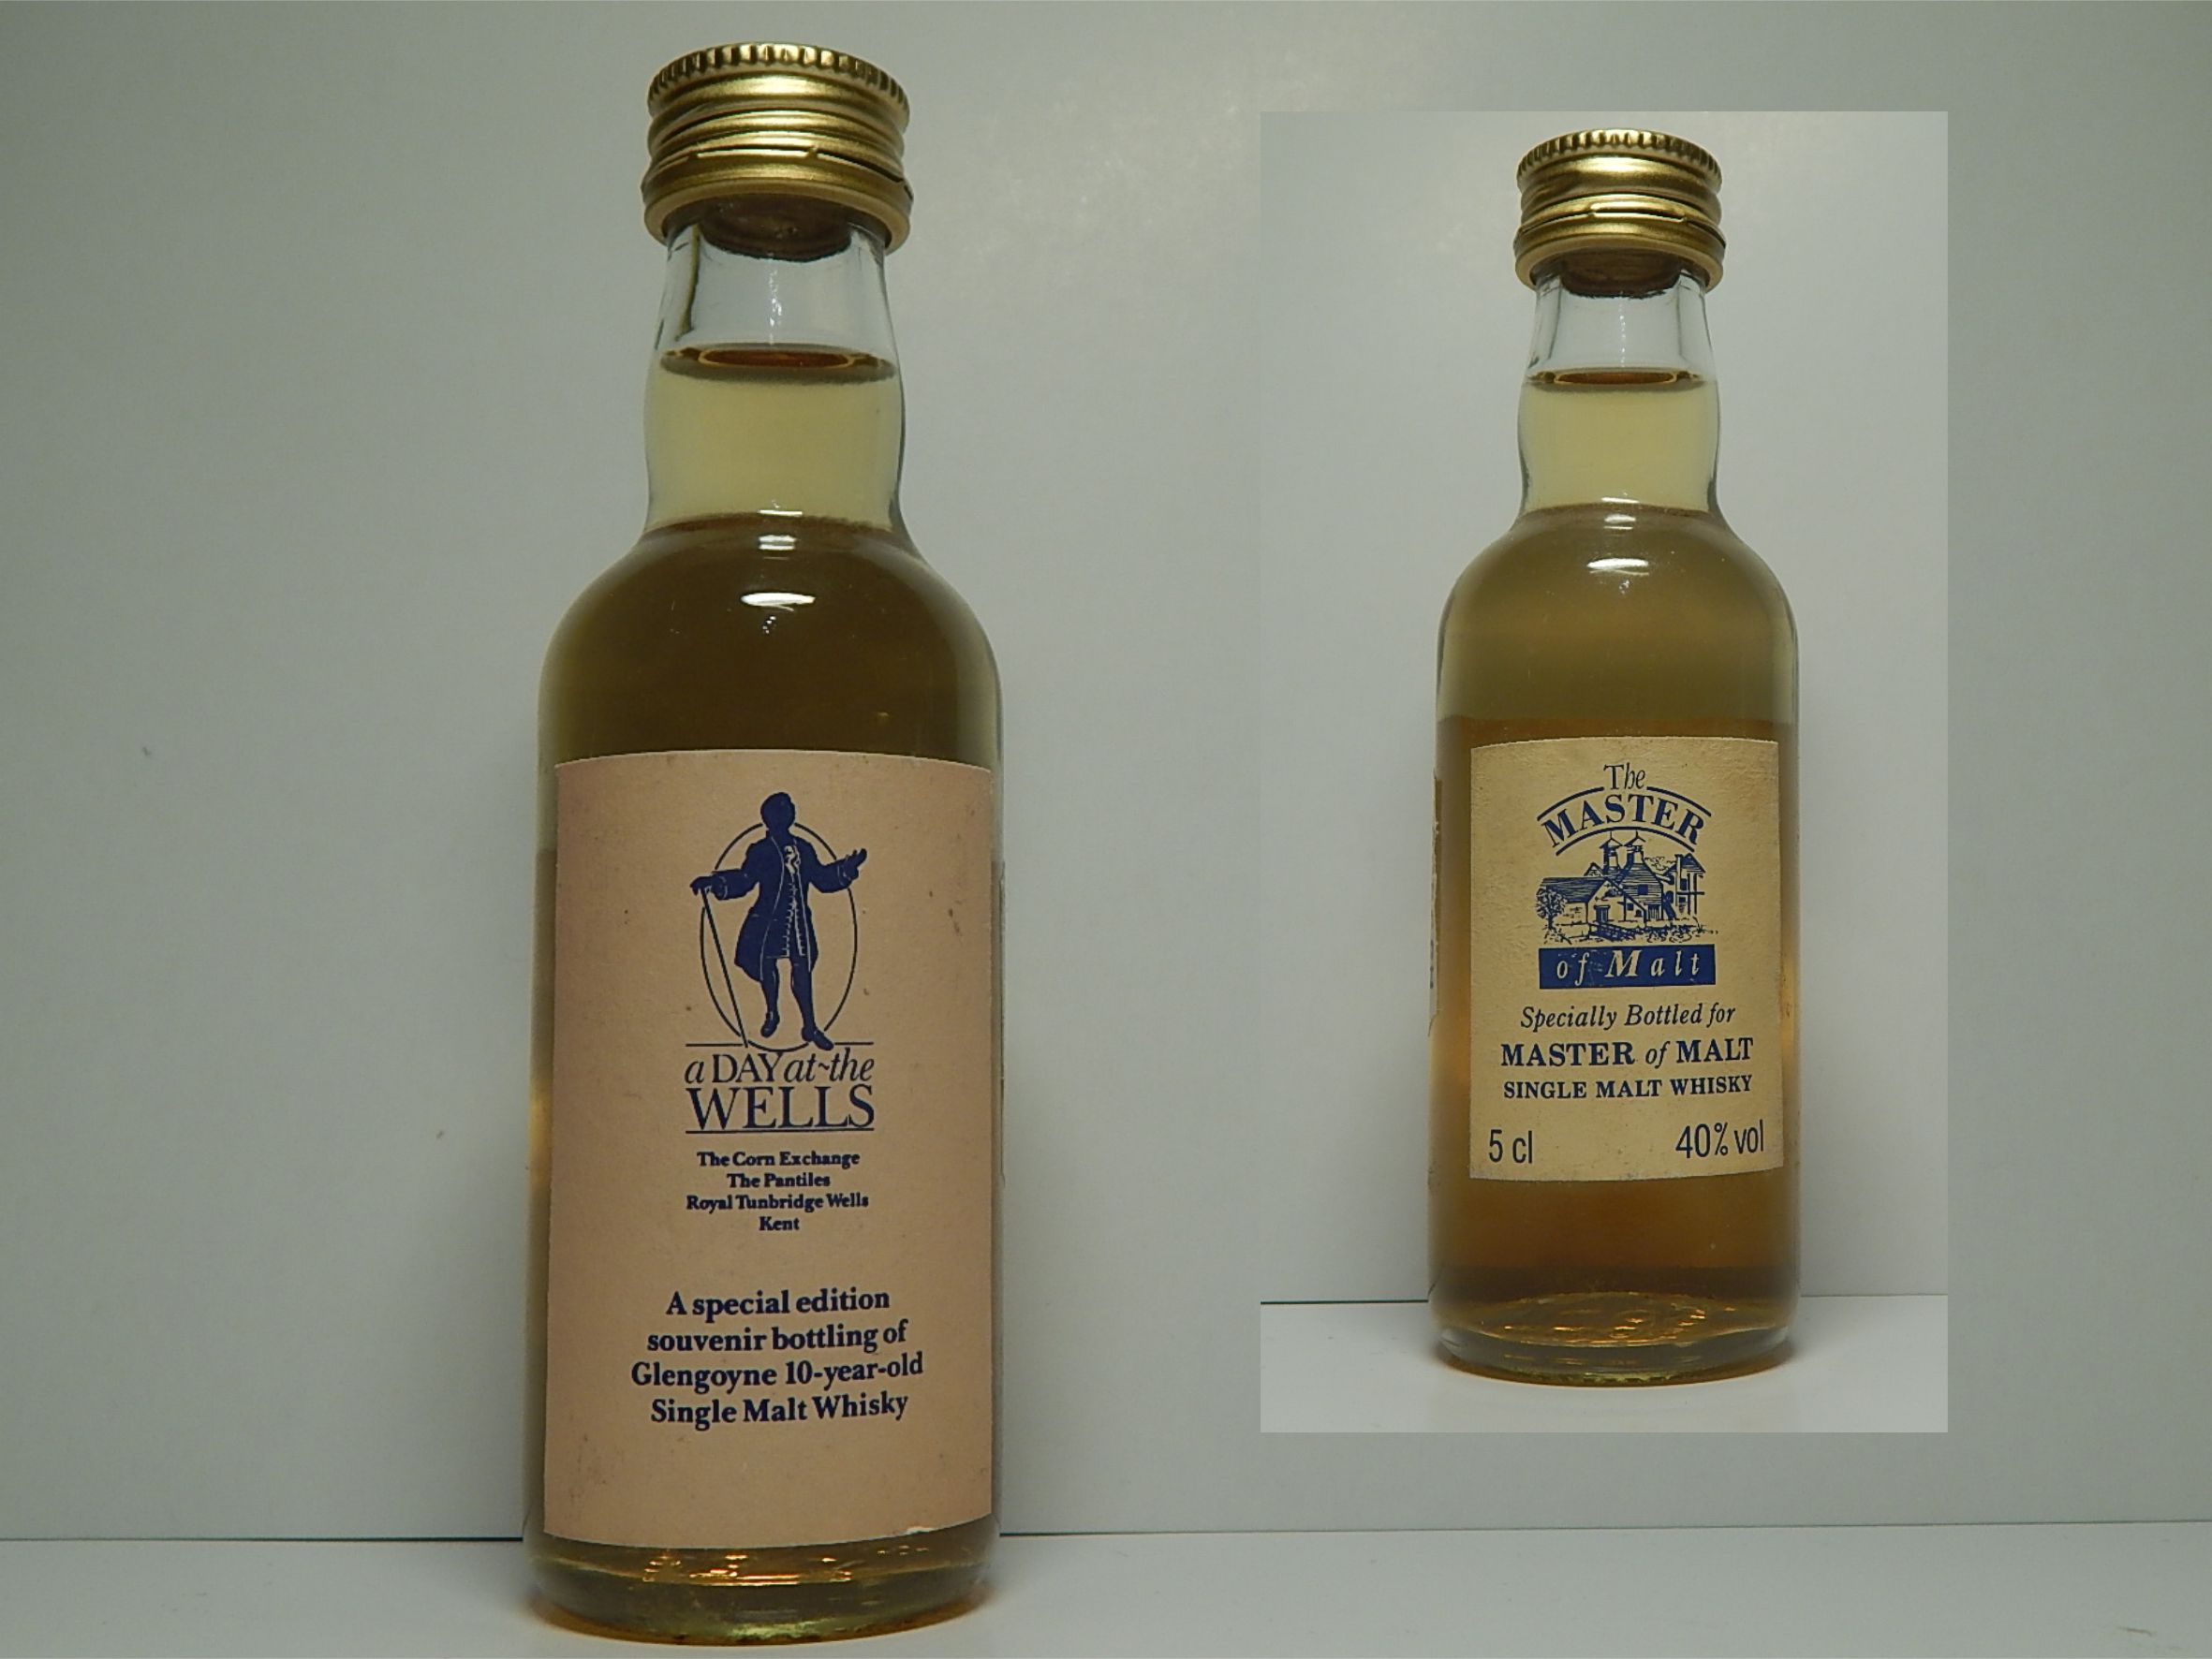 a DAY at~the
WELLS
The Corn Exchange
The Pantiles
Royal Tunbridge Wells
Kent
A special edition
souvenir bottling of
Glengoyne 10-year-old
Single Malt Whisky
The
MASTER
of Malt
Specially Bottled for
MASTER of MALT
SINGLE MALT WHISKY
5 cl 40% vol